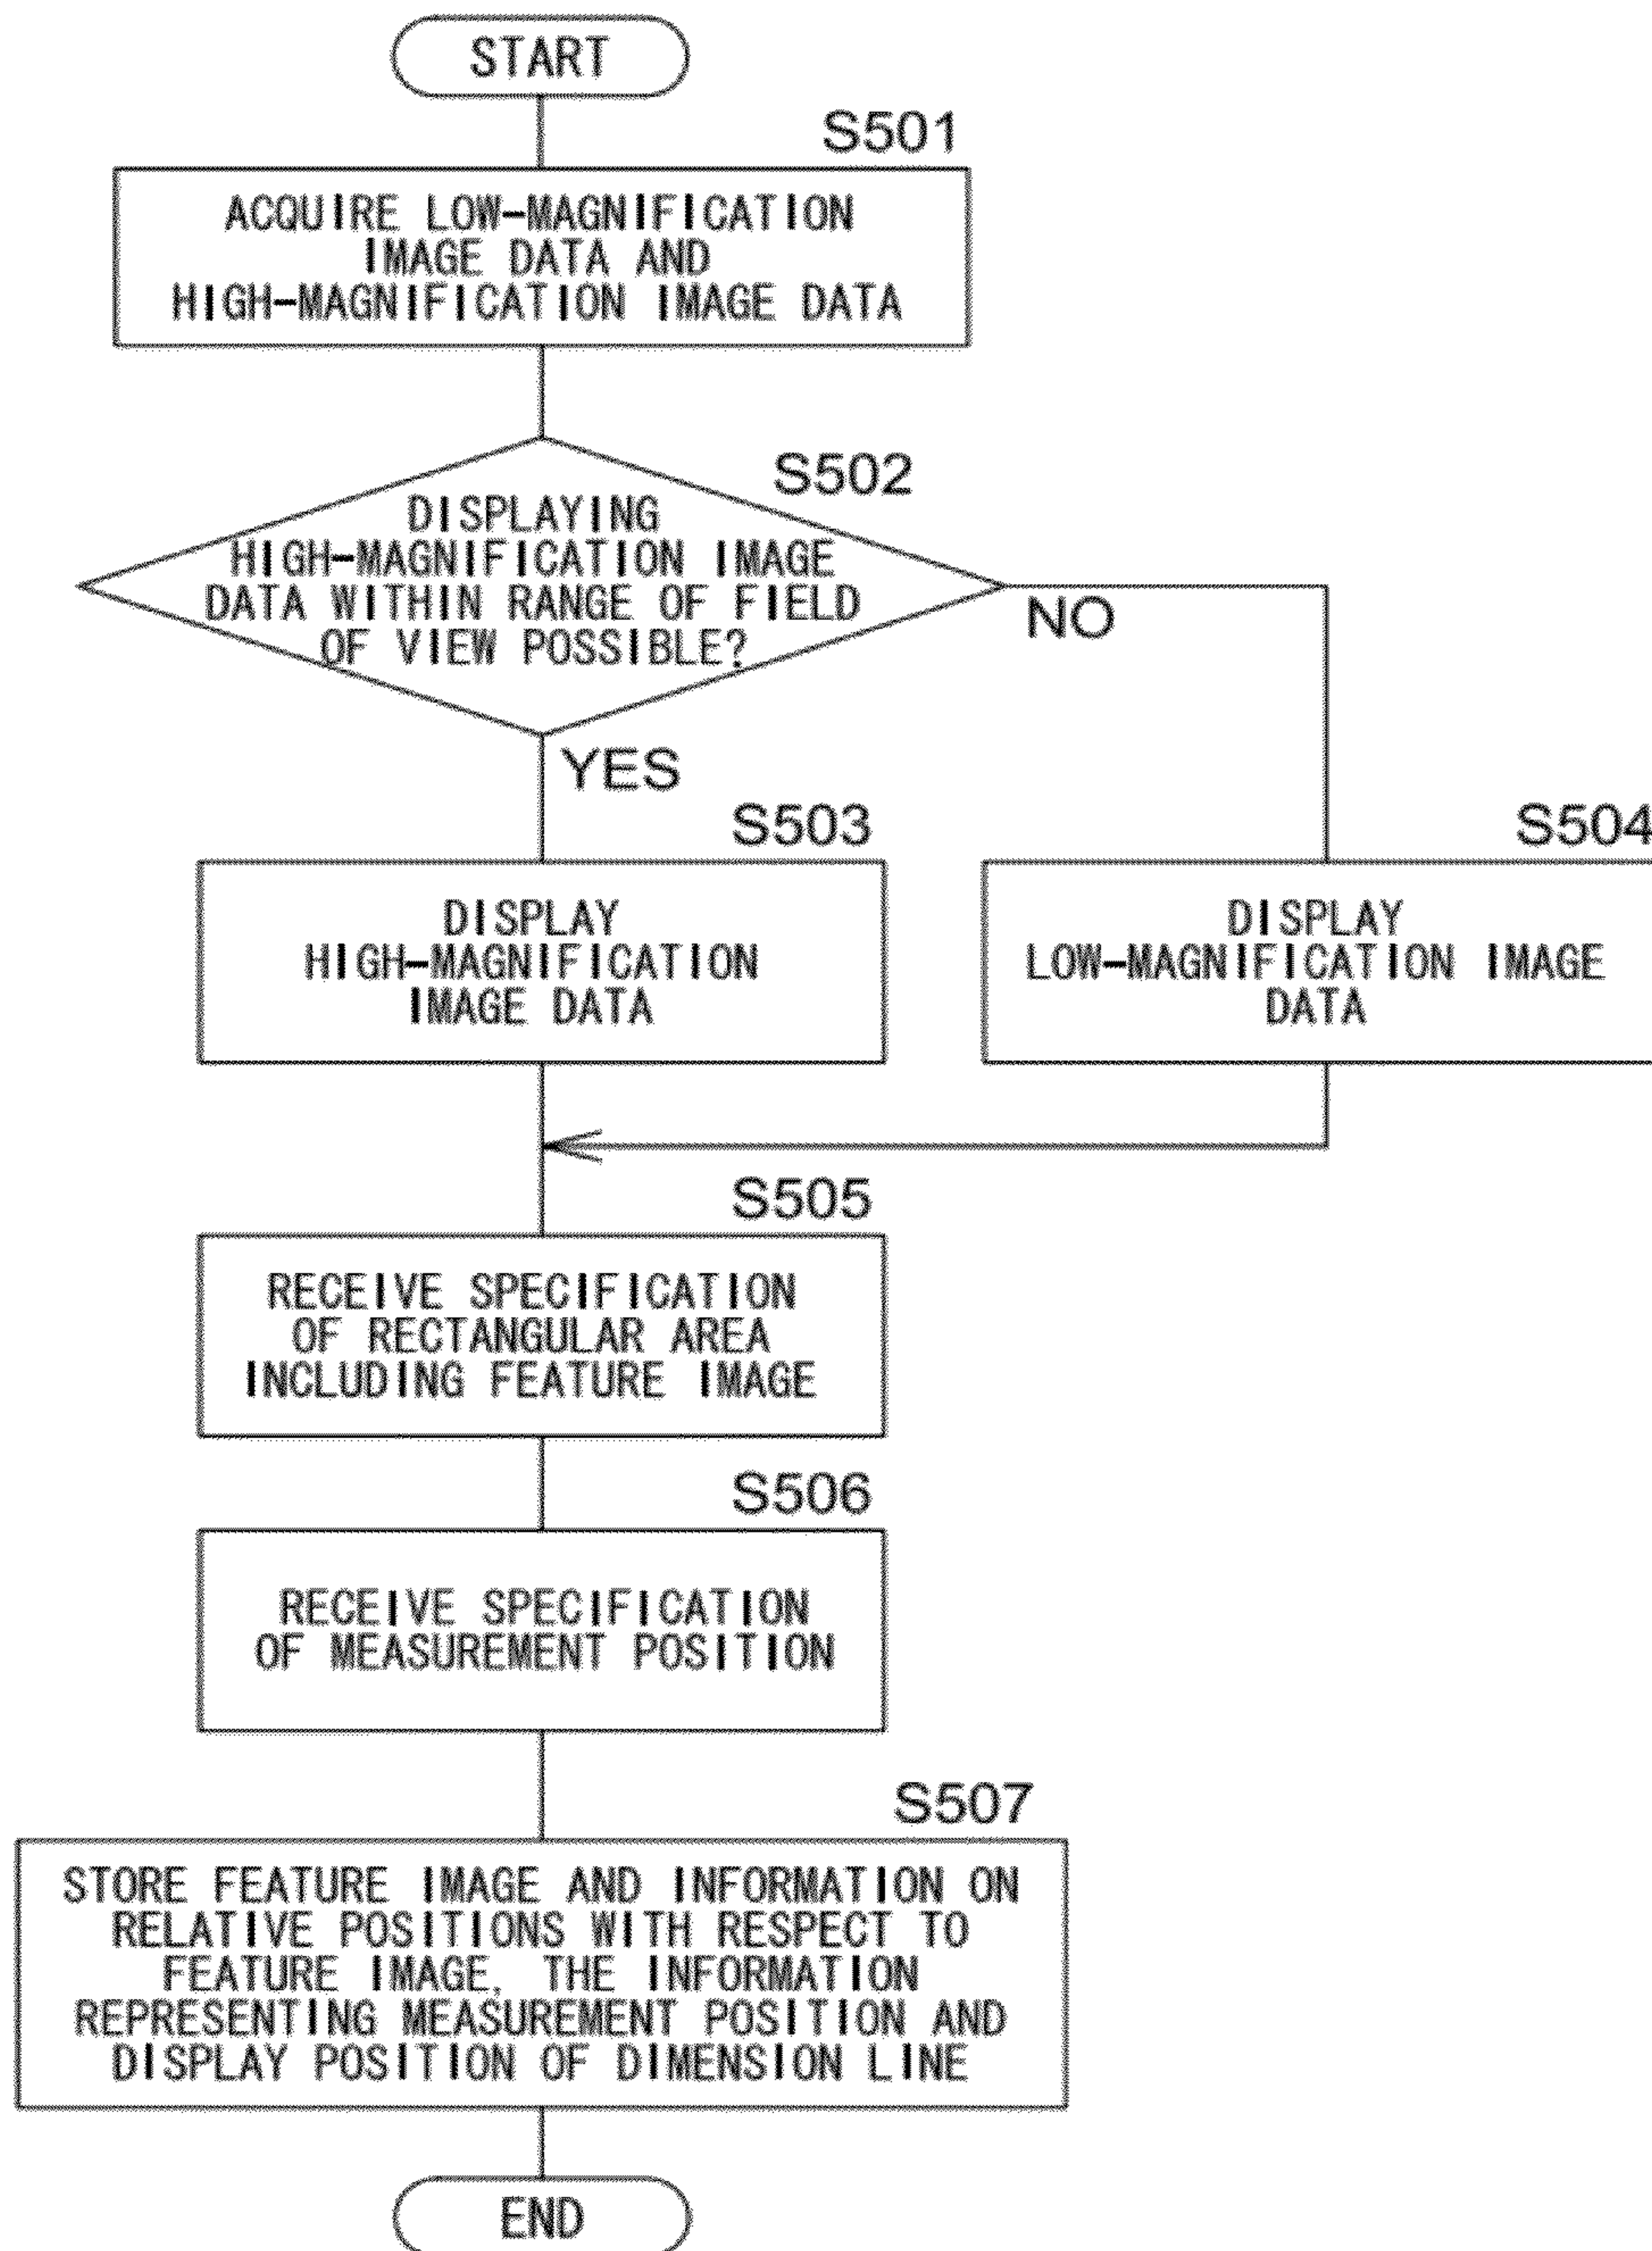 START
S501
ACQUIRE LOW-MAGNIFICATION
IMAGE DATA AND
HIGH-MAGNIFICATION IMAGE DATA
S502
DISPLAYING
HIGH-MAGNIFICATION IMAGE
DATA WITHIN RANGE OF FIELD
OF VIEW POSSIBLE?
NO
YES
S503
DISPLAY
HIGH-MAGNIFICATION
IMAGE DATA
S504
DISPLAY
LOW-MAGNIFICATION IMAGE
DATA
S505
RECEIVE SPECIFICATION
OF RECTANGULAR AREA
INCLUDING FEATURE IMAGE
S506
RECEIVE SPECIFICATION
OF MEASUREMENT POSITION
S507
STORE FEATURE IMAGE AND INFORMATION ON
RELATIVE POSITIONS WITH RESPECT TO
FEATURE IMAGE, THE INFORMATION
REPRESENTING MEASUREMENT POSITION AND
DISPLAY POSITION OF DIMENSION LINE
END